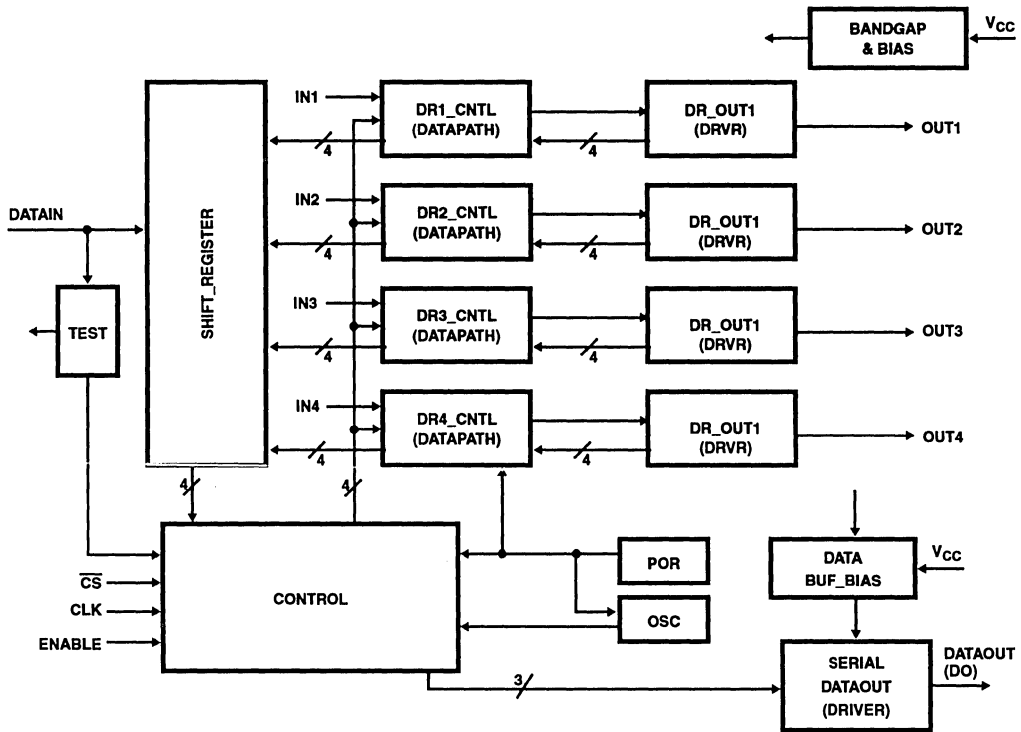 BANDGAP
& BIAS
VCC
IN1
DR1_CNTL
(DATAPATH)
4
DR_OUT1
(DRVR)
4
OUT1
IN2
DR2_CNTL
(DATAPATH)
4
DR_OUT1
(DRVR)
4
OUT2
DATAIN
SHIFT_REGISTER
TEST
IN3
DR3_CNTL
(DATAPATH)
4
DR_OUT1
(DRVR)
4
OUT3
IN4
DR4_CNTL
(DATAPATH)
4
DR_OUT1
(DRVR)
4
OUT4
4
4
CS
CLK
ENABLE
CONTROL
POR
OSC
DATA
BUF_BIAS
VCC
3
SERIAL
DATAOUT
(DRIVER)
DATAOUT
(DO)